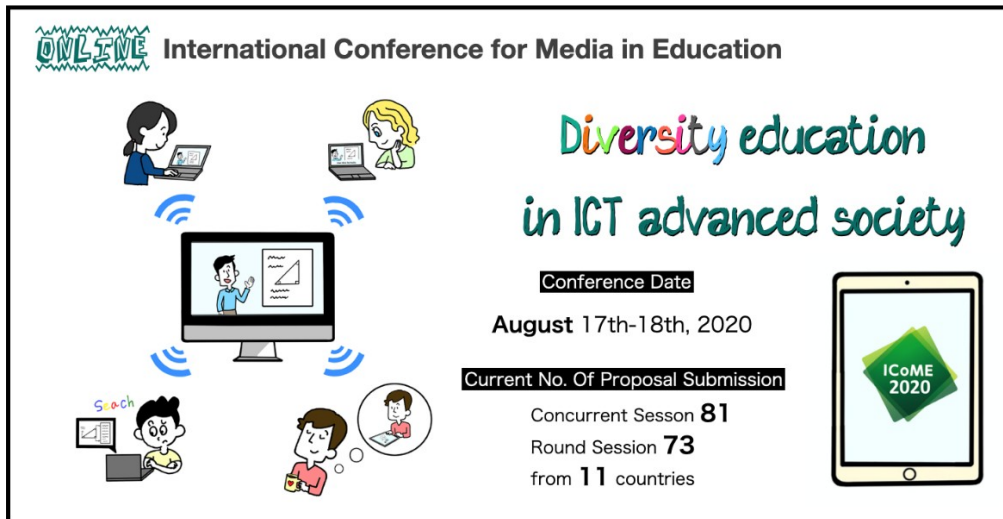 ONLINE International Conference for Media in Education
Diversity education
in ICT advanced society
Conference Date
August 17th-18th, 2020
Current No. Of Proposal Submission
Concurrent Sesson 81
Round Session 73
from 11 countries
ICoME
2020
Seach